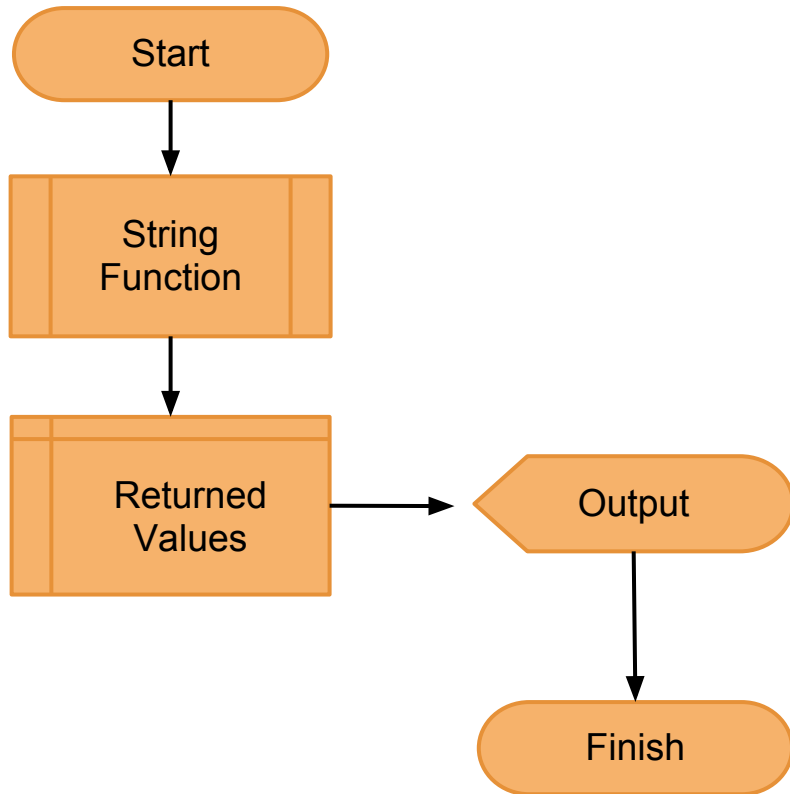 Start
String
Function
Returned
Values
Output
Finish